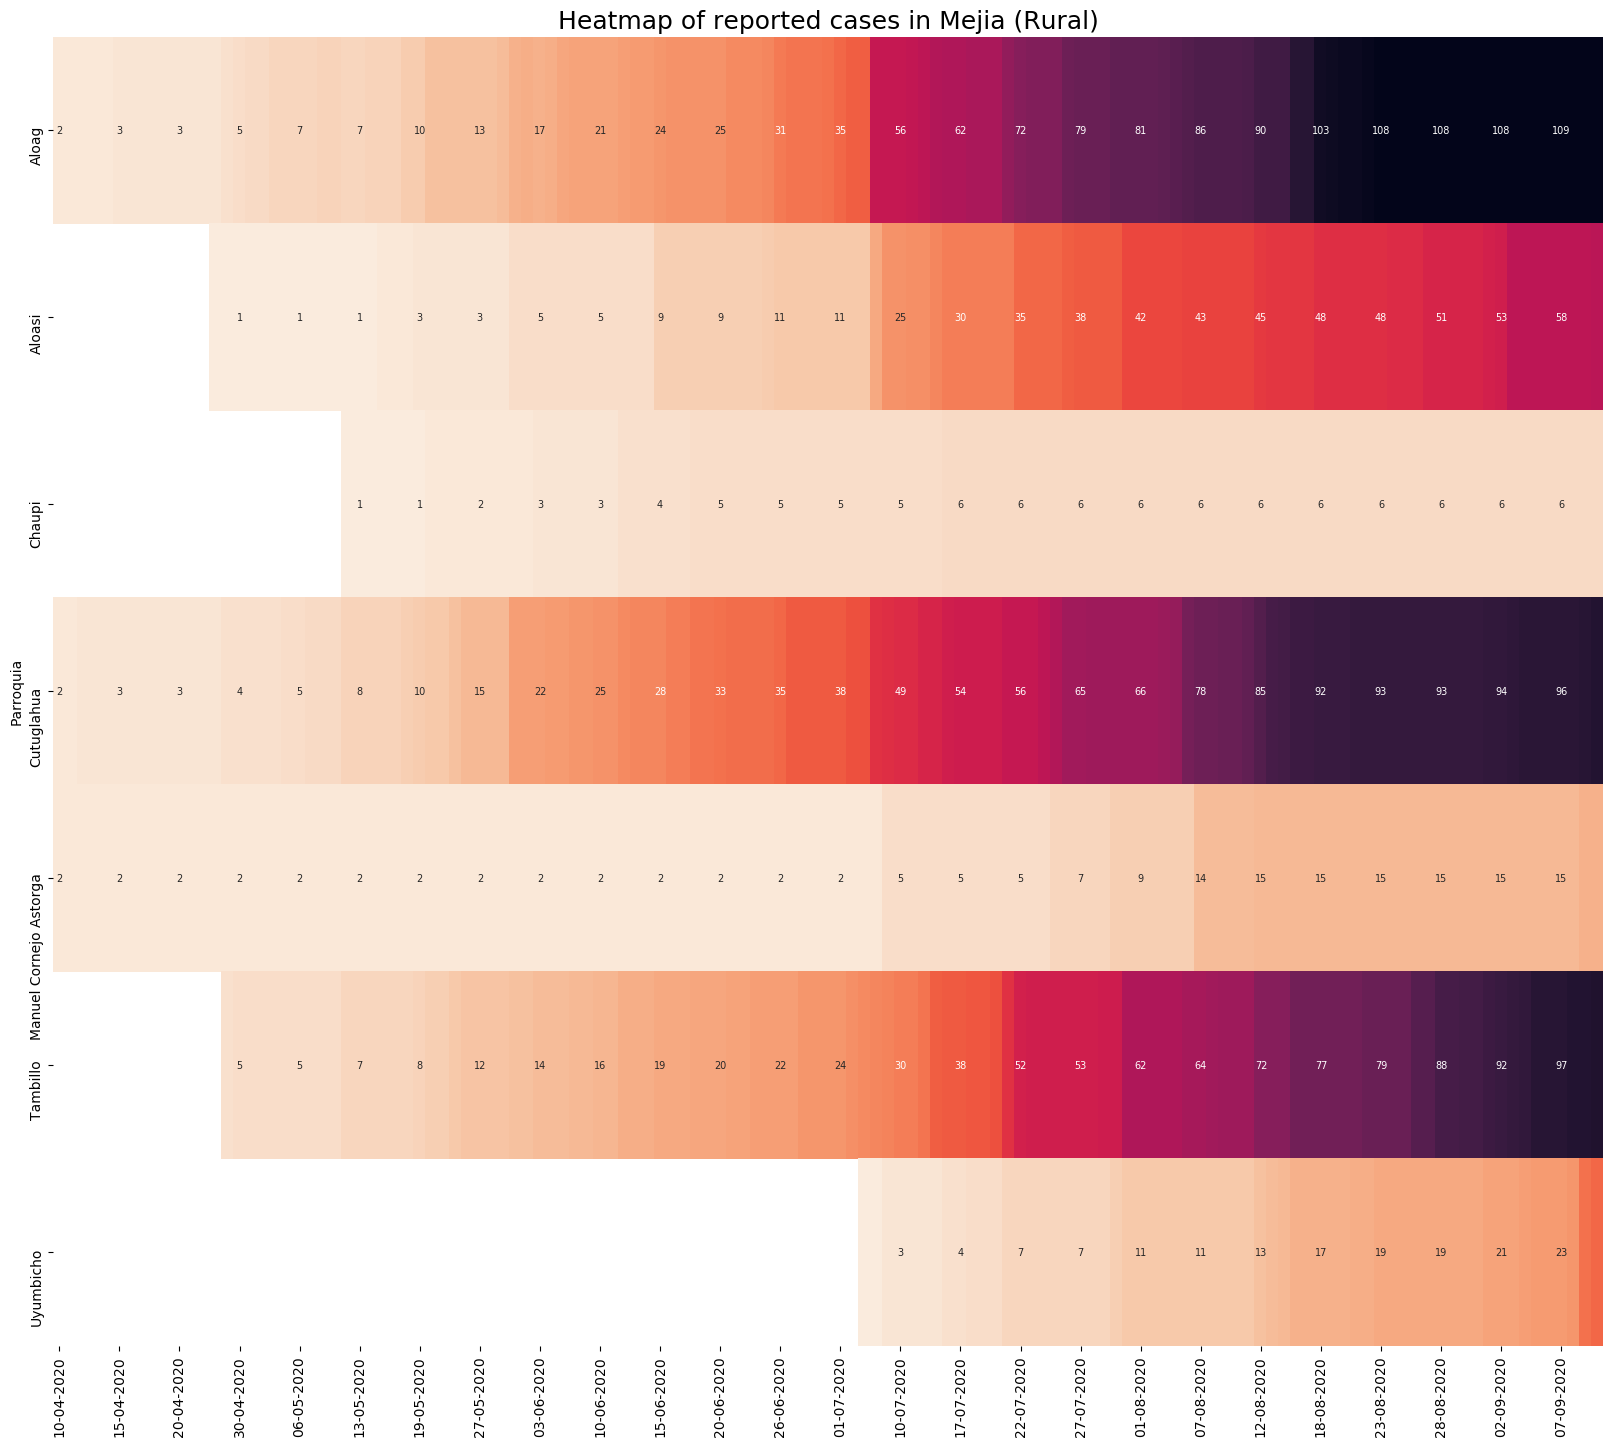 Heatmap of reported cases in Mejia (Rural)
Parroquia
Aloag
2 3 3 5 7 7 10 13 17 21 24 25 31 35 56 62 72 79 81 86 90 103 108 108 108 109
Aloasi
1 1 1 3 3 5 5 9 9 11 11 25 30 35 38 42 43 45 48 48 51 53 58
Chaupi
1 1 2 3 3 4 5 5 5 5 6 6 6 6 6 6 6 6 6 6 6
Cutuglahua
2 3 3 4 5 8 10 15 22 25 28 33 35 38 49 54 56 65 66 78 85 92 93 93 94 96
Manuel Cornejo Astorga
2 2 2 2 2 2 2 2 2 2 2 2 2 2 5 5 5 7 9 14 15 15 15 15 15 15
Tambillo
5 5 7 8 12 14 16 19 20 22 24 30 38 52 53 62 64 72 77 79 88 92 97
Uyumbicho
3 4 7 7 11 11 13 17 19 19 21 23
10-04-2020 15-04-2020 20-04-2020 30-04-2020 06-05-2020 13-05-2020 19-05-2020 27-05-2020 03-06-2020 10-06-2020 15-06-2020 20-06-2020 26-06-2020 01-07-2020 10-07-2020 17-07-2020 22-07-2020 27-07-2020 01-08-2020 07-08-2020 12-08-2020 18-08-2020 23-08-2020 28-08-2020 02-09-2020 07-09-2020